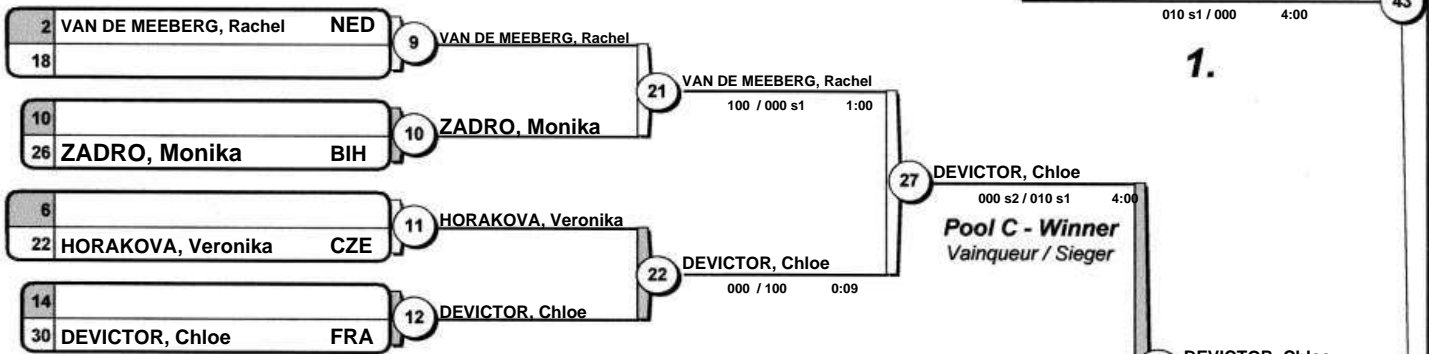 43
010 s1 / 000 4:00
1.
2 VAN DE MEEBERG, Rachel NED
18
9 VAN DE MEEBERG, Rachel
21 VAN DE MEEBERG, Rachel
100 / 000 s1 1:00
10
26 ZADRO, Monika BIH
10 ZADRO, Monika
27 DEVICTOR, Chloe
000 s2 / 010 s1 4:00
Pool C - Winner
Vainqueur / Sieger
6
22 HORAKOVA, Veronika CZE
11 HORAKOVA, Veronika
22 DEVICTOR, Chloe
000 / 100 0:09
14
30 DEVICTOR, Chloe FRA
12 DEVICTOR, Chloe
DEVICTOR, Chloe